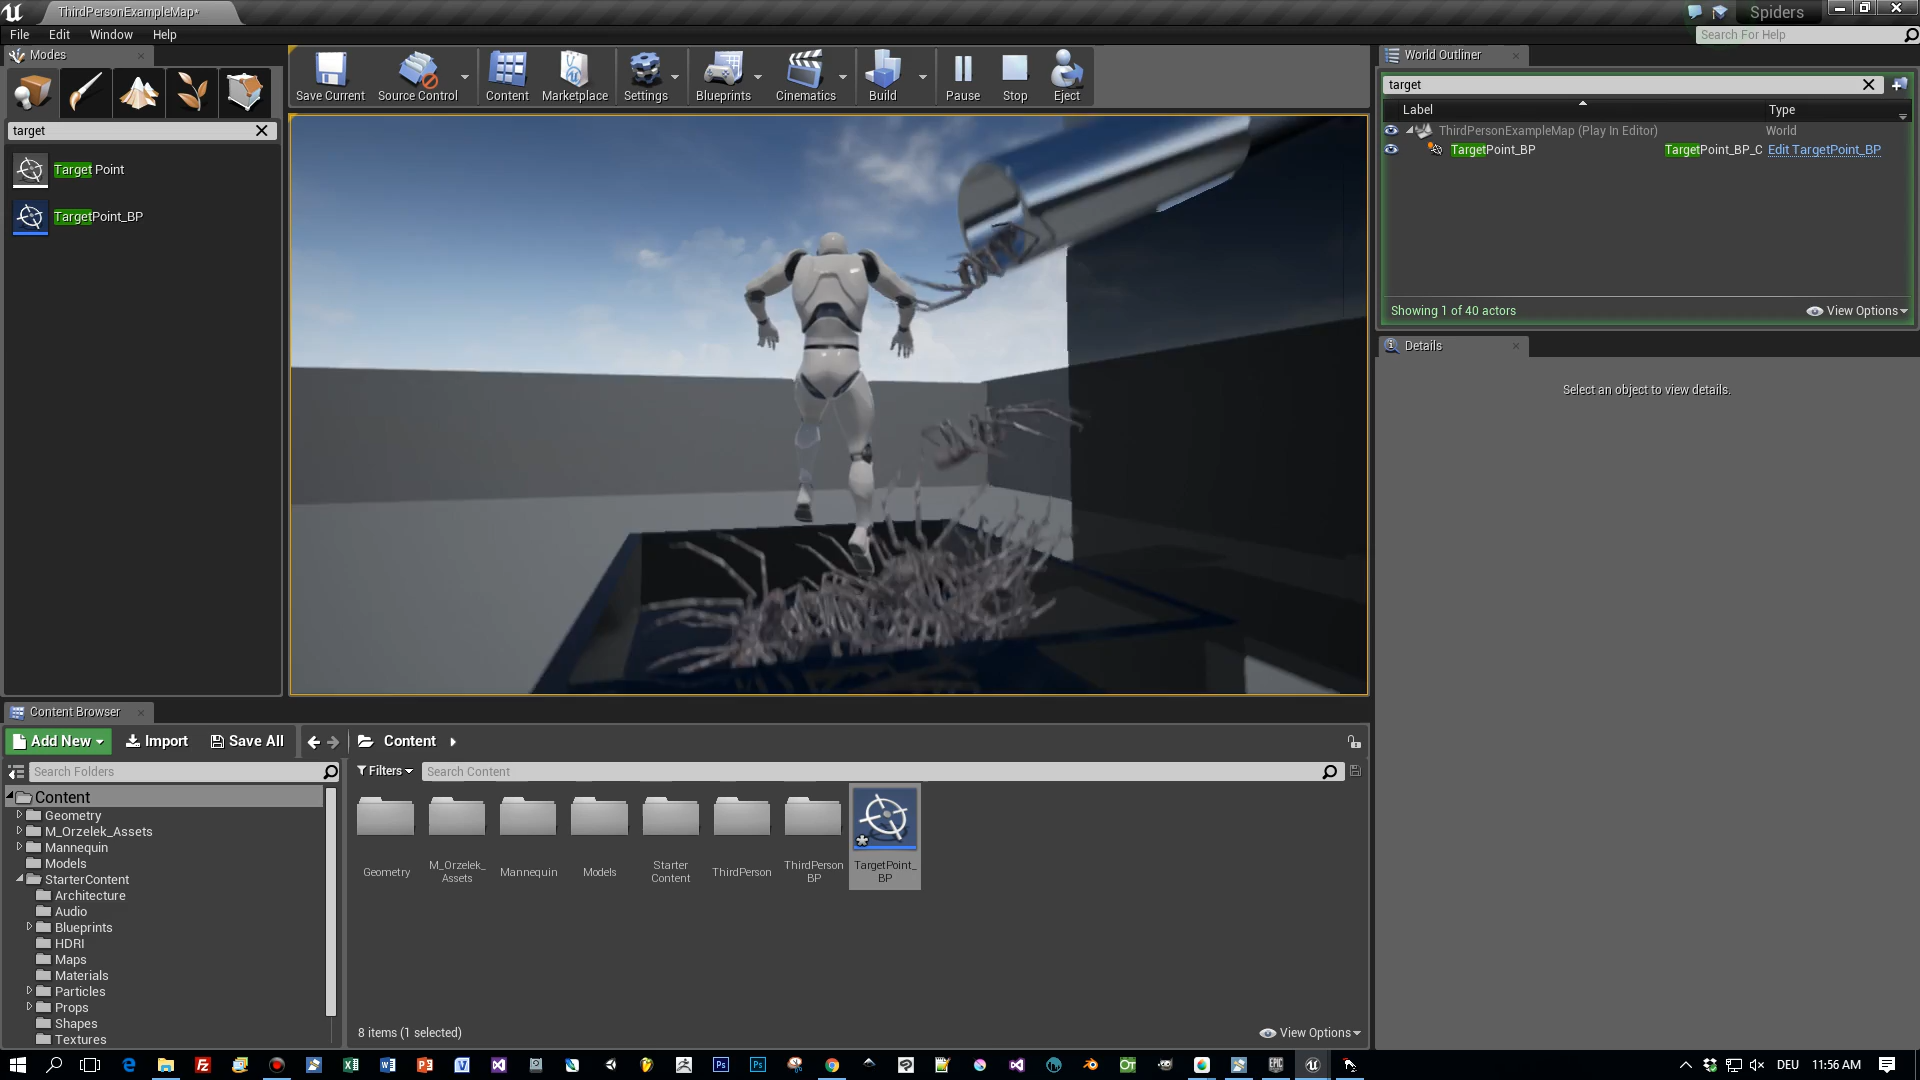 ThirdPersonExampleMap*
Spiders
File Edit Window Help
Search For Help
Modes
target
Target Point
TargetPoint_BP
Save Current
Source Control
Content
Marketplace
Settings
Blueprints
Cinematics
Build
Pause
Stop
Eject
World Outliner
target
Label Type
ThirdPersonExampleMap (Play In Editor) World
TargetPoint_BP TargetPoint_BP_C Edit TargetPoint_BP
Showing 1 of 40 actors
View Options
Details
Select an object to view details.
Content Browser
Add New Import Save All Content
Search Folders
Filters Search Content
Content
Geometry
M_Orzelek_Assets
Mannequin
Models
StarterContent
Architecture
Audio
Blueprints
HDRI
Maps
Materials
Particles
Props
Shapes
Textures
Geometry
M_Orzelek_
Assets
Mannequin
Models
Starter
Content
ThirdPerson
ThirdPerson
BP
TargetPoint_
BP
8 items (1 selected)
View Options
DEU 11:56 AM